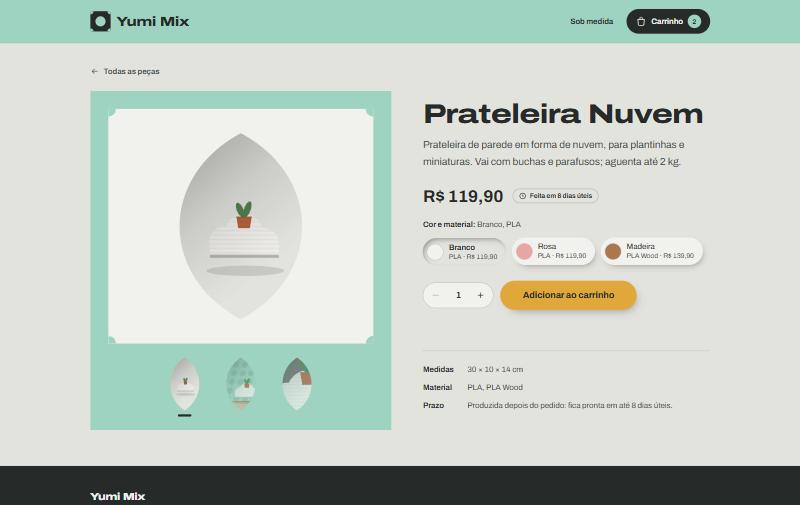 Yumi Mix
Sob medida
Carrinho 2
← Todas as peças
Prateleira Nuvem
Prateleira de parede em forma de nuvem, para plantinhas e
miniaturas. Vai com buchas e parafusos; aguenta até 2 kg.
R$ 119,90
Feita em 8 dias úteis
Cor e material: Branco, PLA
Branco
PLA · R$ 119,90
Rosa
PLA · R$ 119,90
Madeira
PLA Wood · R$ 139,90
− 1 +
Adicionar ao carrinho
Medidas 30 × 10 × 14 cm
Material PLA, PLA Wood
Prazo Produzida depois do pedido: fica pronta em até 8 dias úteis.
Yumi Mix